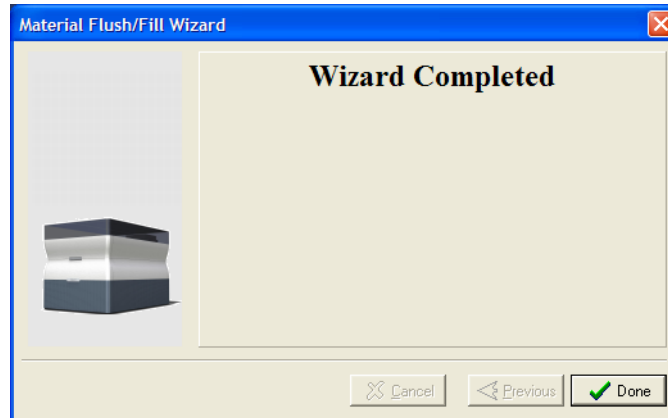 Material Flush/Fill Wizard
Wizard Completed
Cancel
Previous
Done